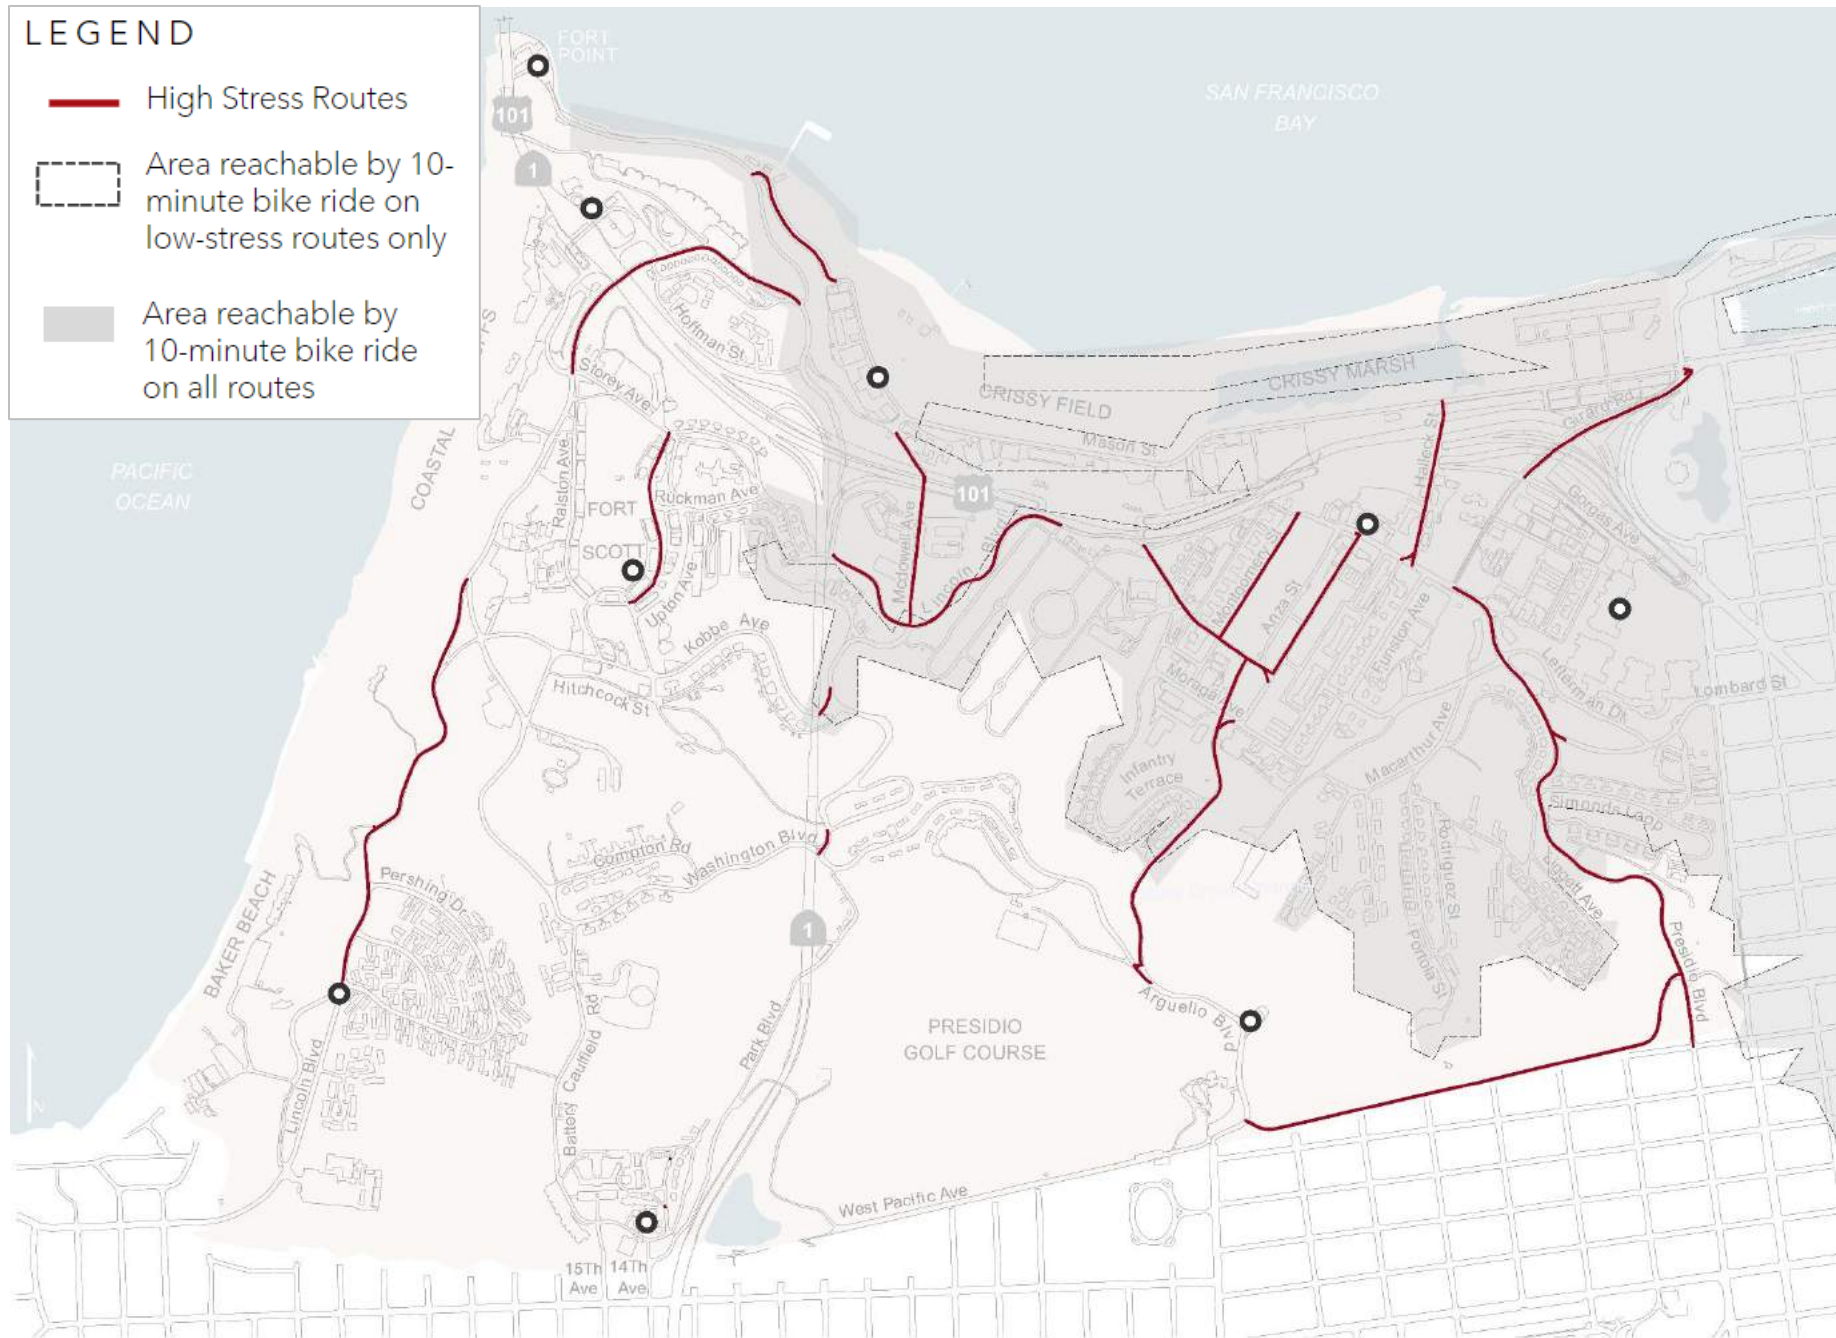 LEGEND
High Stress Routes
Area reachable by 10-
minute bike ride on
low-stress routes only
Area reachable by
10-minute bike ride
on all routes
FORT
POINT
101
1
SAN FRANCISCO
BAY
PACIFIC
OCEAN
COASTAL
Hoffman St
Storey Ave
Ralston Ave
FORT
SCOTT
Ruckman Ave
Upton Ave
Kobbe Ave
Hitchcock St
CRISSY FIELD
CRISSY MARSH
Mason St
101
Mcdowell Ave
Lincoln Blvd
Halleck St
Girard Rd
Gorgas Ave
Montgomery St
Anza St
Funston Ave
Moraga Ave
Letterman Dr
Lombard St
Infantry
Terrace
Macarthur Ave
Simonds Loop
Rodriguez St
Portola St
Liggett Ave
Presidio Blvd
Compton Rd
Washington Blvd
Pershing Dr
BAKER BEACH
1
Lincoln Blvd
Battery Caulfield Rd
Park Blvd
PRESIDIO
GOLF COURSE
Arguello Blvd
West Pacific Ave
15Th
Ave
14Th
Ave
N